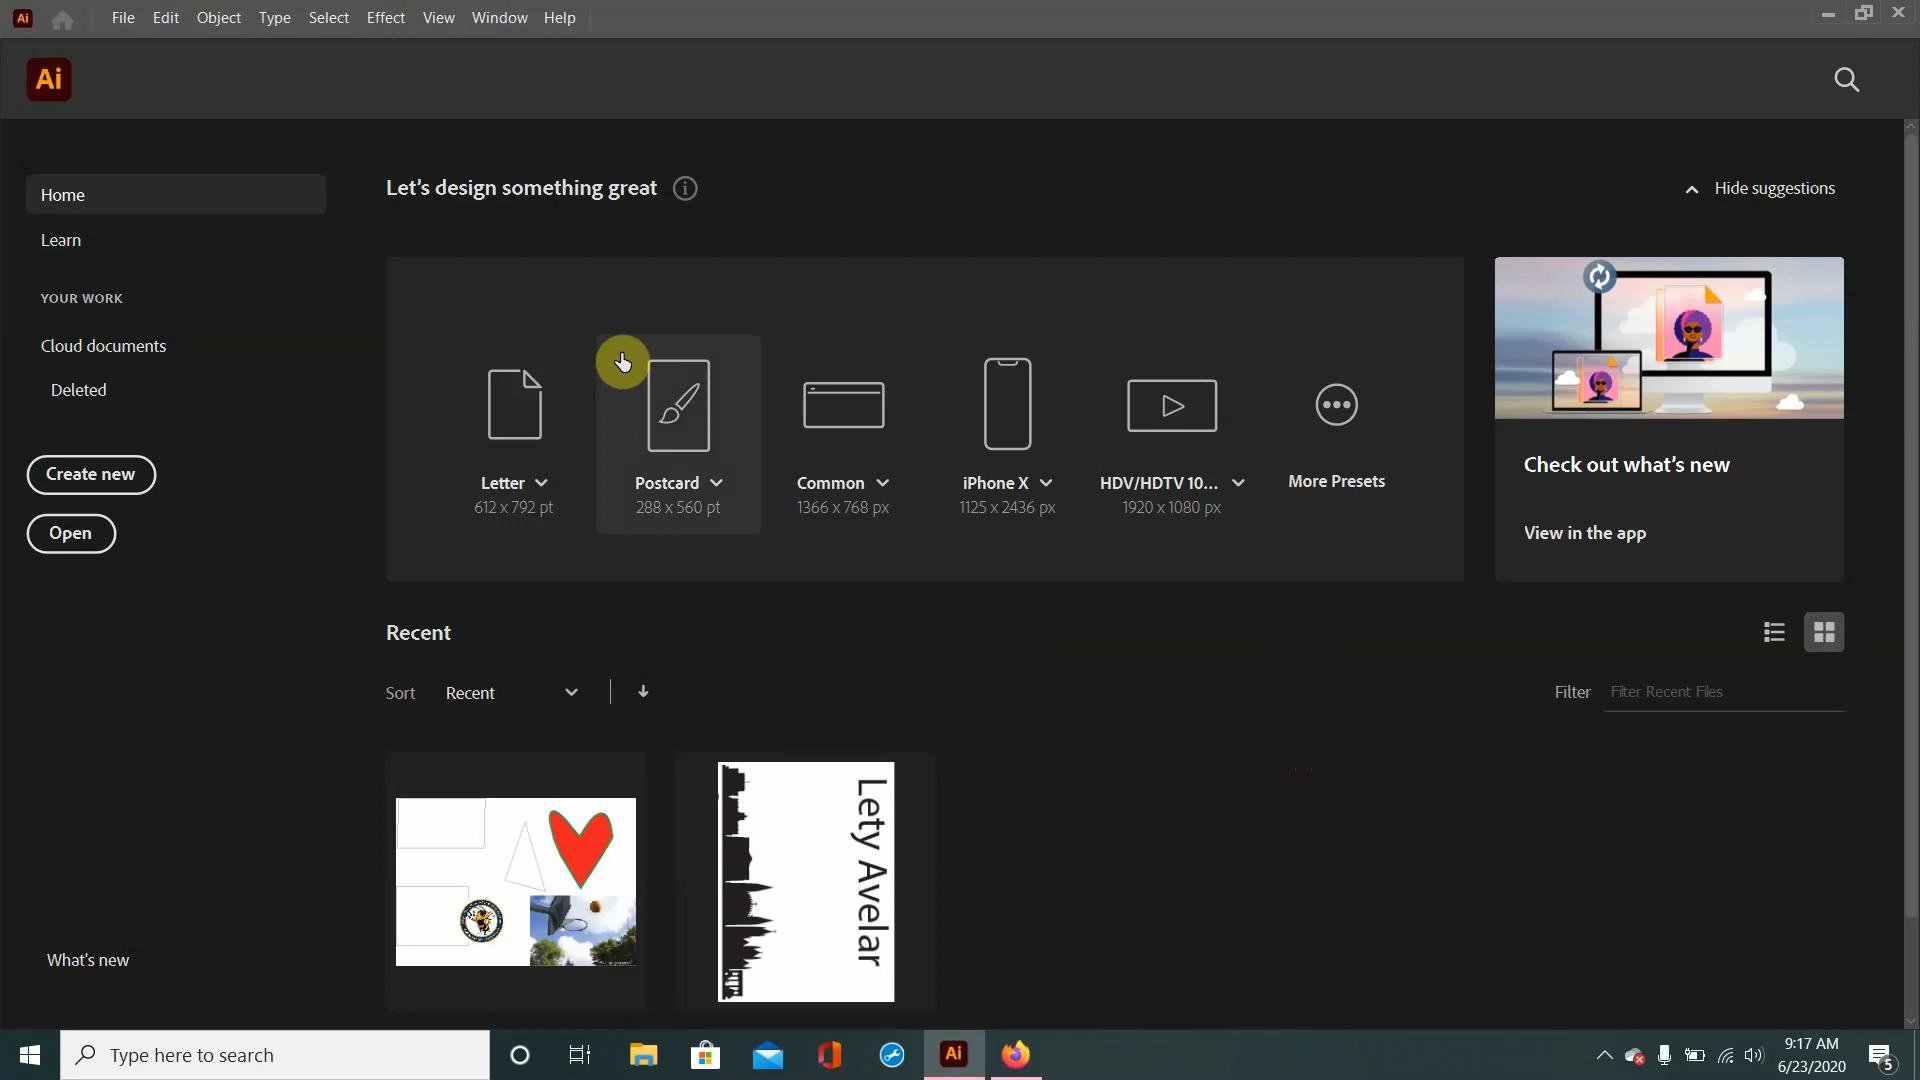 Ai File Edit Object Type Select Effect View Window Help
Ai
Home
Learn
YOUR WORK
Cloud documents
Deleted
Create new
Open
What's new
Let's design something great
Hide suggestions
Letter
612 x 792 pt
Postcard
288 x 560 pt
Common
1366 x 768 px
iPhone X
1125 x 2436 px
HDV/HDTV 10...
1920 x 1080 px
More Presets
Check out what's new
View in the app
Recent
Sort Recent
Filter Filter Recent Files
Lety Avelar
Type here to search
Ai
9:17 AM
6/23/2020
5